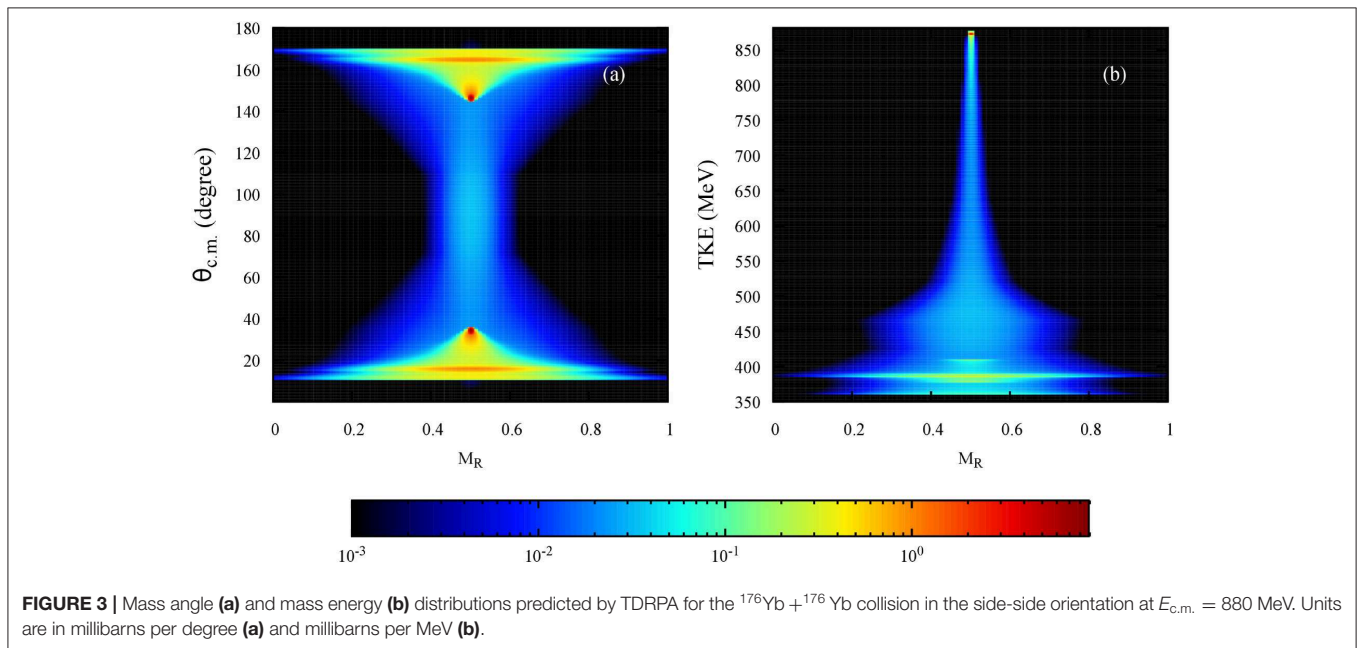 180
160
140
120
100
80
60
40
20
θc.m. (degree)
(a)
0 0.2 0.4 0.6 0.8 1
M_R
850
800
750
700
650
600
550
500
450
400
350
TKE (MeV)
(b)
0 0.2 0.4 0.6 0.8 1
M_R
10⁻³ 10⁻² 10⁻¹ 10⁰
FIGURE 3 | Mass angle (a) and mass energy (b) distributions predicted by TDRPA for the ¹⁷⁶Yb +¹⁷⁶ Yb collision in the side-side orientation at E_c.m. = 880 MeV. Units
are in millibarns per degree (a) and millibarns per MeV (b).